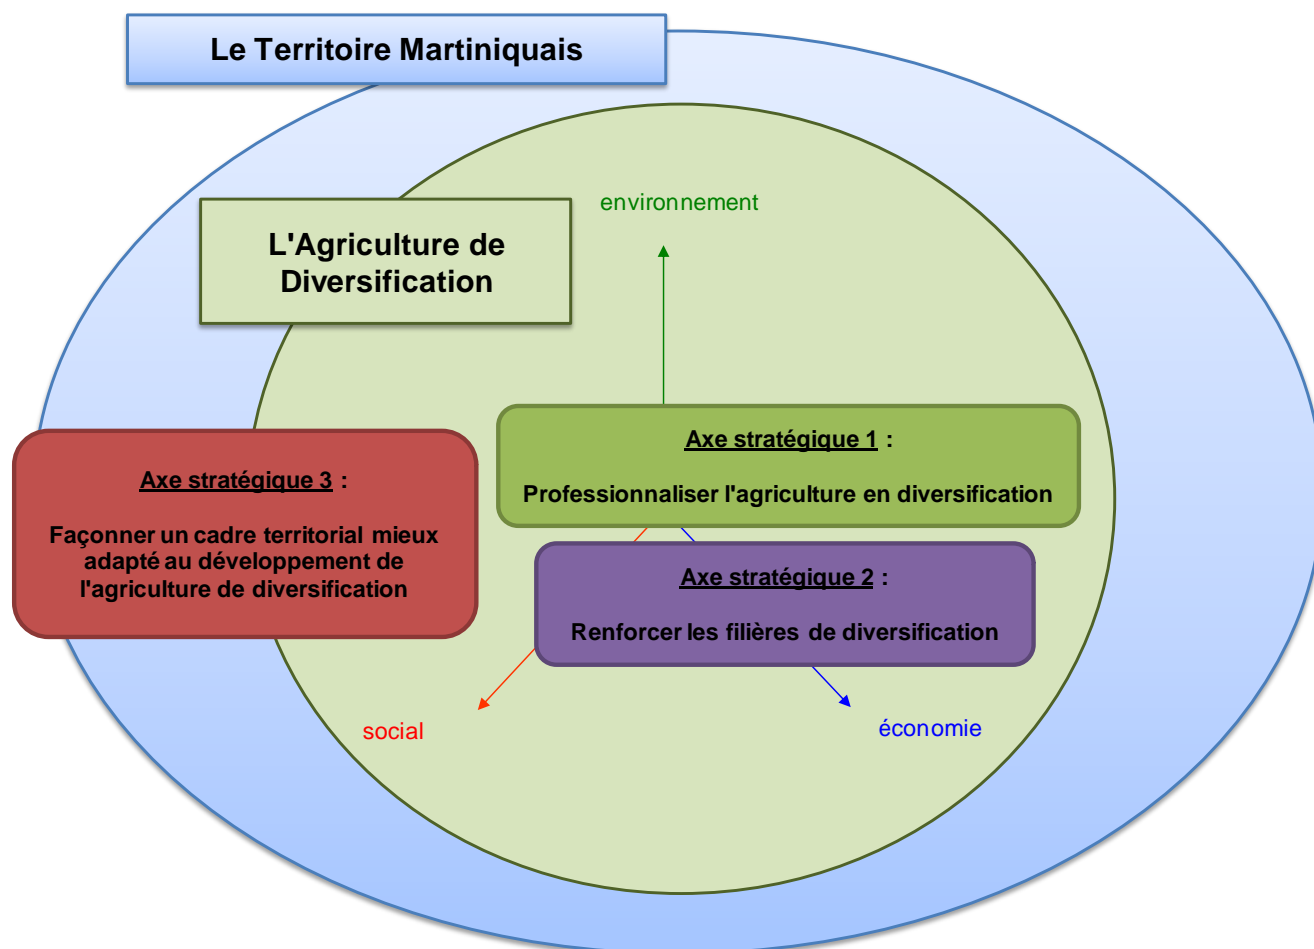 Le Territoire Martiniquais
L'Agriculture de
Diversification
environnement
Axe stratégique 1 :
Professionnaliser l'agriculture en diversification
Axe stratégique 3 :
Façonner un cadre territorial mieux
adapté au développement de
l'agriculture de diversification
Axe stratégique 2 :
Renforcer les filières de diversification
social
économie